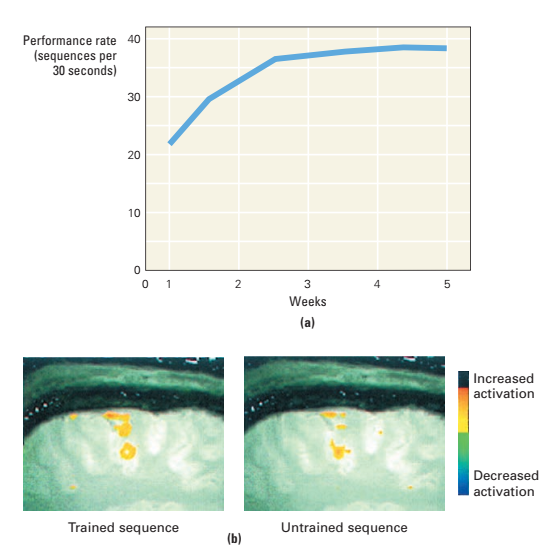 Performance rate
(sequences per
30 seconds)
40
30
20
10
0
0 1 2 3 4 5
Weeks
(a)
Increased
activation
Decreased
activation
Trained sequence
Untrained sequence
(b)